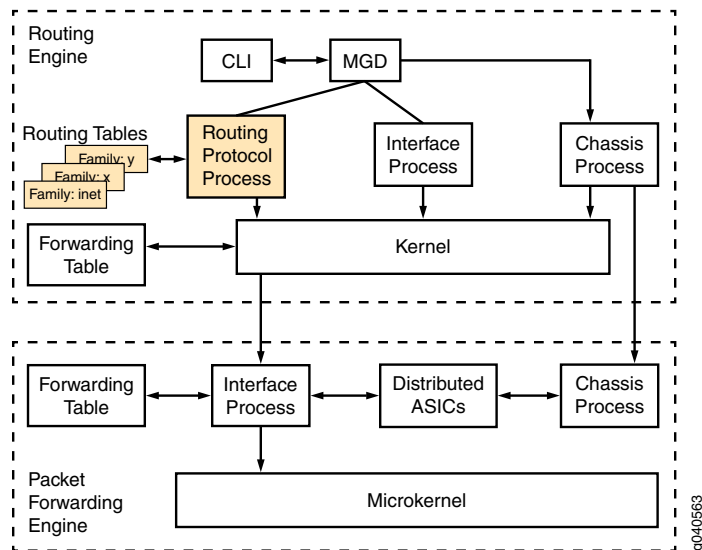 Routing
Engine
CLI
MGD
Routing Tables
Family: y
Family: x
Family: inet
Routing
Protocol
Process
Interface
Process
Chassis
Process
Forwarding
Table
Kernel
Forwarding
Table
Interface
Process
Distributed
ASICs
Chassis
Process
Packet
Forwarding
Engine
Microkernel
g040563